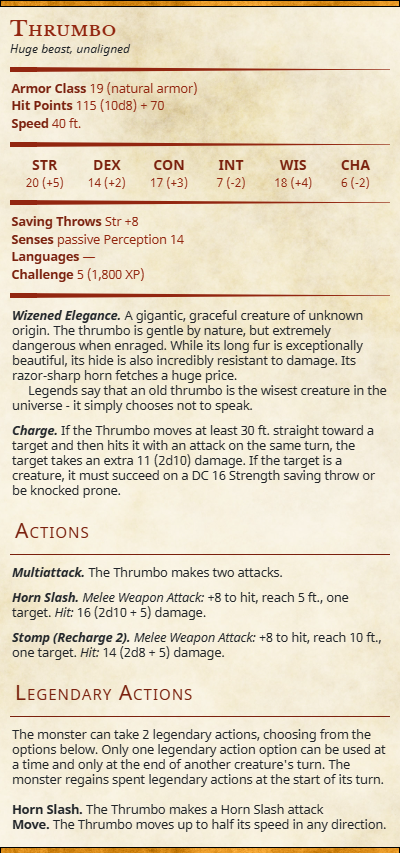 Thrumbo
Huge beast, unaligned
Armor Class 19 (natural armor)
Hit Points 115 (10d8) + 70
Speed 40 ft.
STR DEX CON INT WIS CHA
20 (+5) 14 (+2) 17 (+3) 7 (-2) 18 (+4) 6 (-2)
Saving Throws Str +8
Senses passive Perception 14
Languages —
Challenge 5 (1,800 XP)
Wizened Elegance. A gigantic, graceful creature of unknown
origin. The thrumbo is gentle by nature, but extremely
dangerous when enraged. While its long fur is exceptionally
beautiful, its hide is also incredibly resistant to damage. Its
razor-sharp horn fetches a huge price.
Legends say that an old thrumbo is the wisest creature in the
universe - it simply chooses not to speak.
Charge. If the Thrumbo moves at least 30 ft. straight toward a
target and then hits it with an attack on the same turn, the
target takes an extra 11 (2d10) damage. If the target is a
creature, it must succeed on a DC 16 Strength saving throw or
be knocked prone.
Actions
Multiattack. The Thrumbo makes two attacks.
Horn Slash. Melee Weapon Attack: +8 to hit, reach 5 ft., one
target. Hit: 16 (2d10 + 5) damage.
Stomp (Recharge 2). Melee Weapon Attack: +8 to hit, reach 10 ft.,
one target. Hit: 14 (2d8 + 5) damage.
Legendary Actions
The monster can take 2 legendary actions, choosing from the
options below. Only one legendary action option can be used at
a time and only at the end of another creature's turn. The
monster regains spent legendary actions at the start of its turn.
Horn Slash. The Thrumbo makes a Horn Slash attack
Move. The Thrumbo moves up to half its speed in any direction.